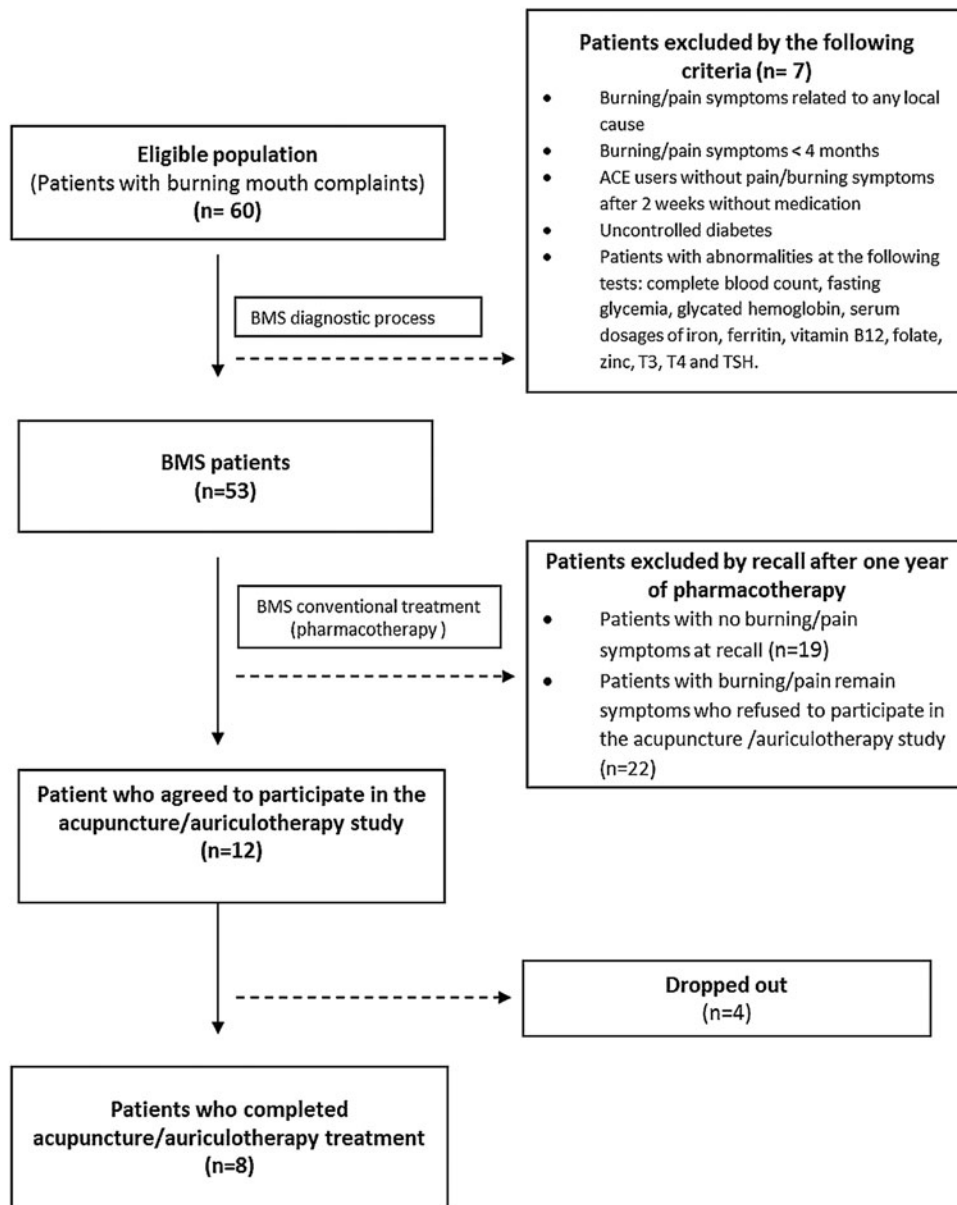 Patients excluded by the following
criteria (n= 7)
• Burning/pain symptoms related to any local
cause
• Burning/pain symptoms < 4 months
• ACE users without pain/burning symptoms
after 2 weeks without medication
• Uncontrolled diabetes
• Patients with abnormalities at the following
tests: complete blood count, fasting
glycemia, glycated hemoglobin, serum
dosages of iron, ferritin, vitamin B12, folate,
zinc, T3, T4 and TSH.
Eligible population
(Patients with burning mouth complaints)
(n= 60)
BMS diagnostic process
BMS patients
(n=53)
BMS conventional treatment
(pharmacotherapy )
Patients excluded by recall after one year
of pharmacotherapy
• Patients with no burning/pain
symptoms at recall (n=19)
• Patients with burning/pain remain
symptoms who refused to participate in
the acupuncture /auriculotherapy study
(n=22)
Patient who agreed to participate in the
acupuncture/auriculotherapy study
(n=12)
Dropped out
(n=4)
Patients who completed
acupuncture/auriculotherapy treatment
(n=8)